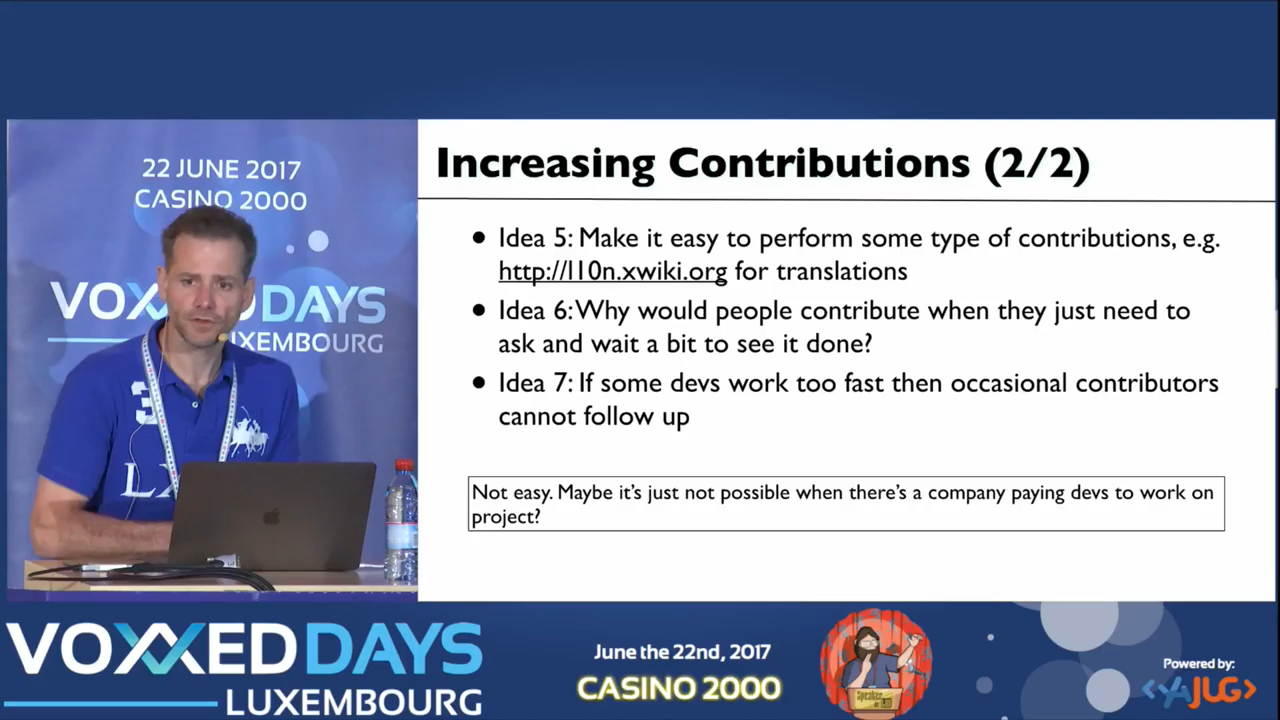 22 JUNE 2017
CASINO 2000
VOXXED DAYS
LUXEMBOURG
3
Increasing Contributions (2/2)
● Idea 5: Make it easy to perform some type of contributions, e.g.
http://l10n.xwiki.org for translations
● Idea 6: Why would people contribute when they just need to
ask and wait a bit to see it done?
● Idea 7: If some devs work too fast then occasional contributors
cannot follow up
Not easy. Maybe it's just not possible when there's a company paying devs to work on
project?
VOXXED DAYS
LUXEMBOURG
June the 22nd, 2017
CASINO 2000
Speaker
Powered by:
YAJUG